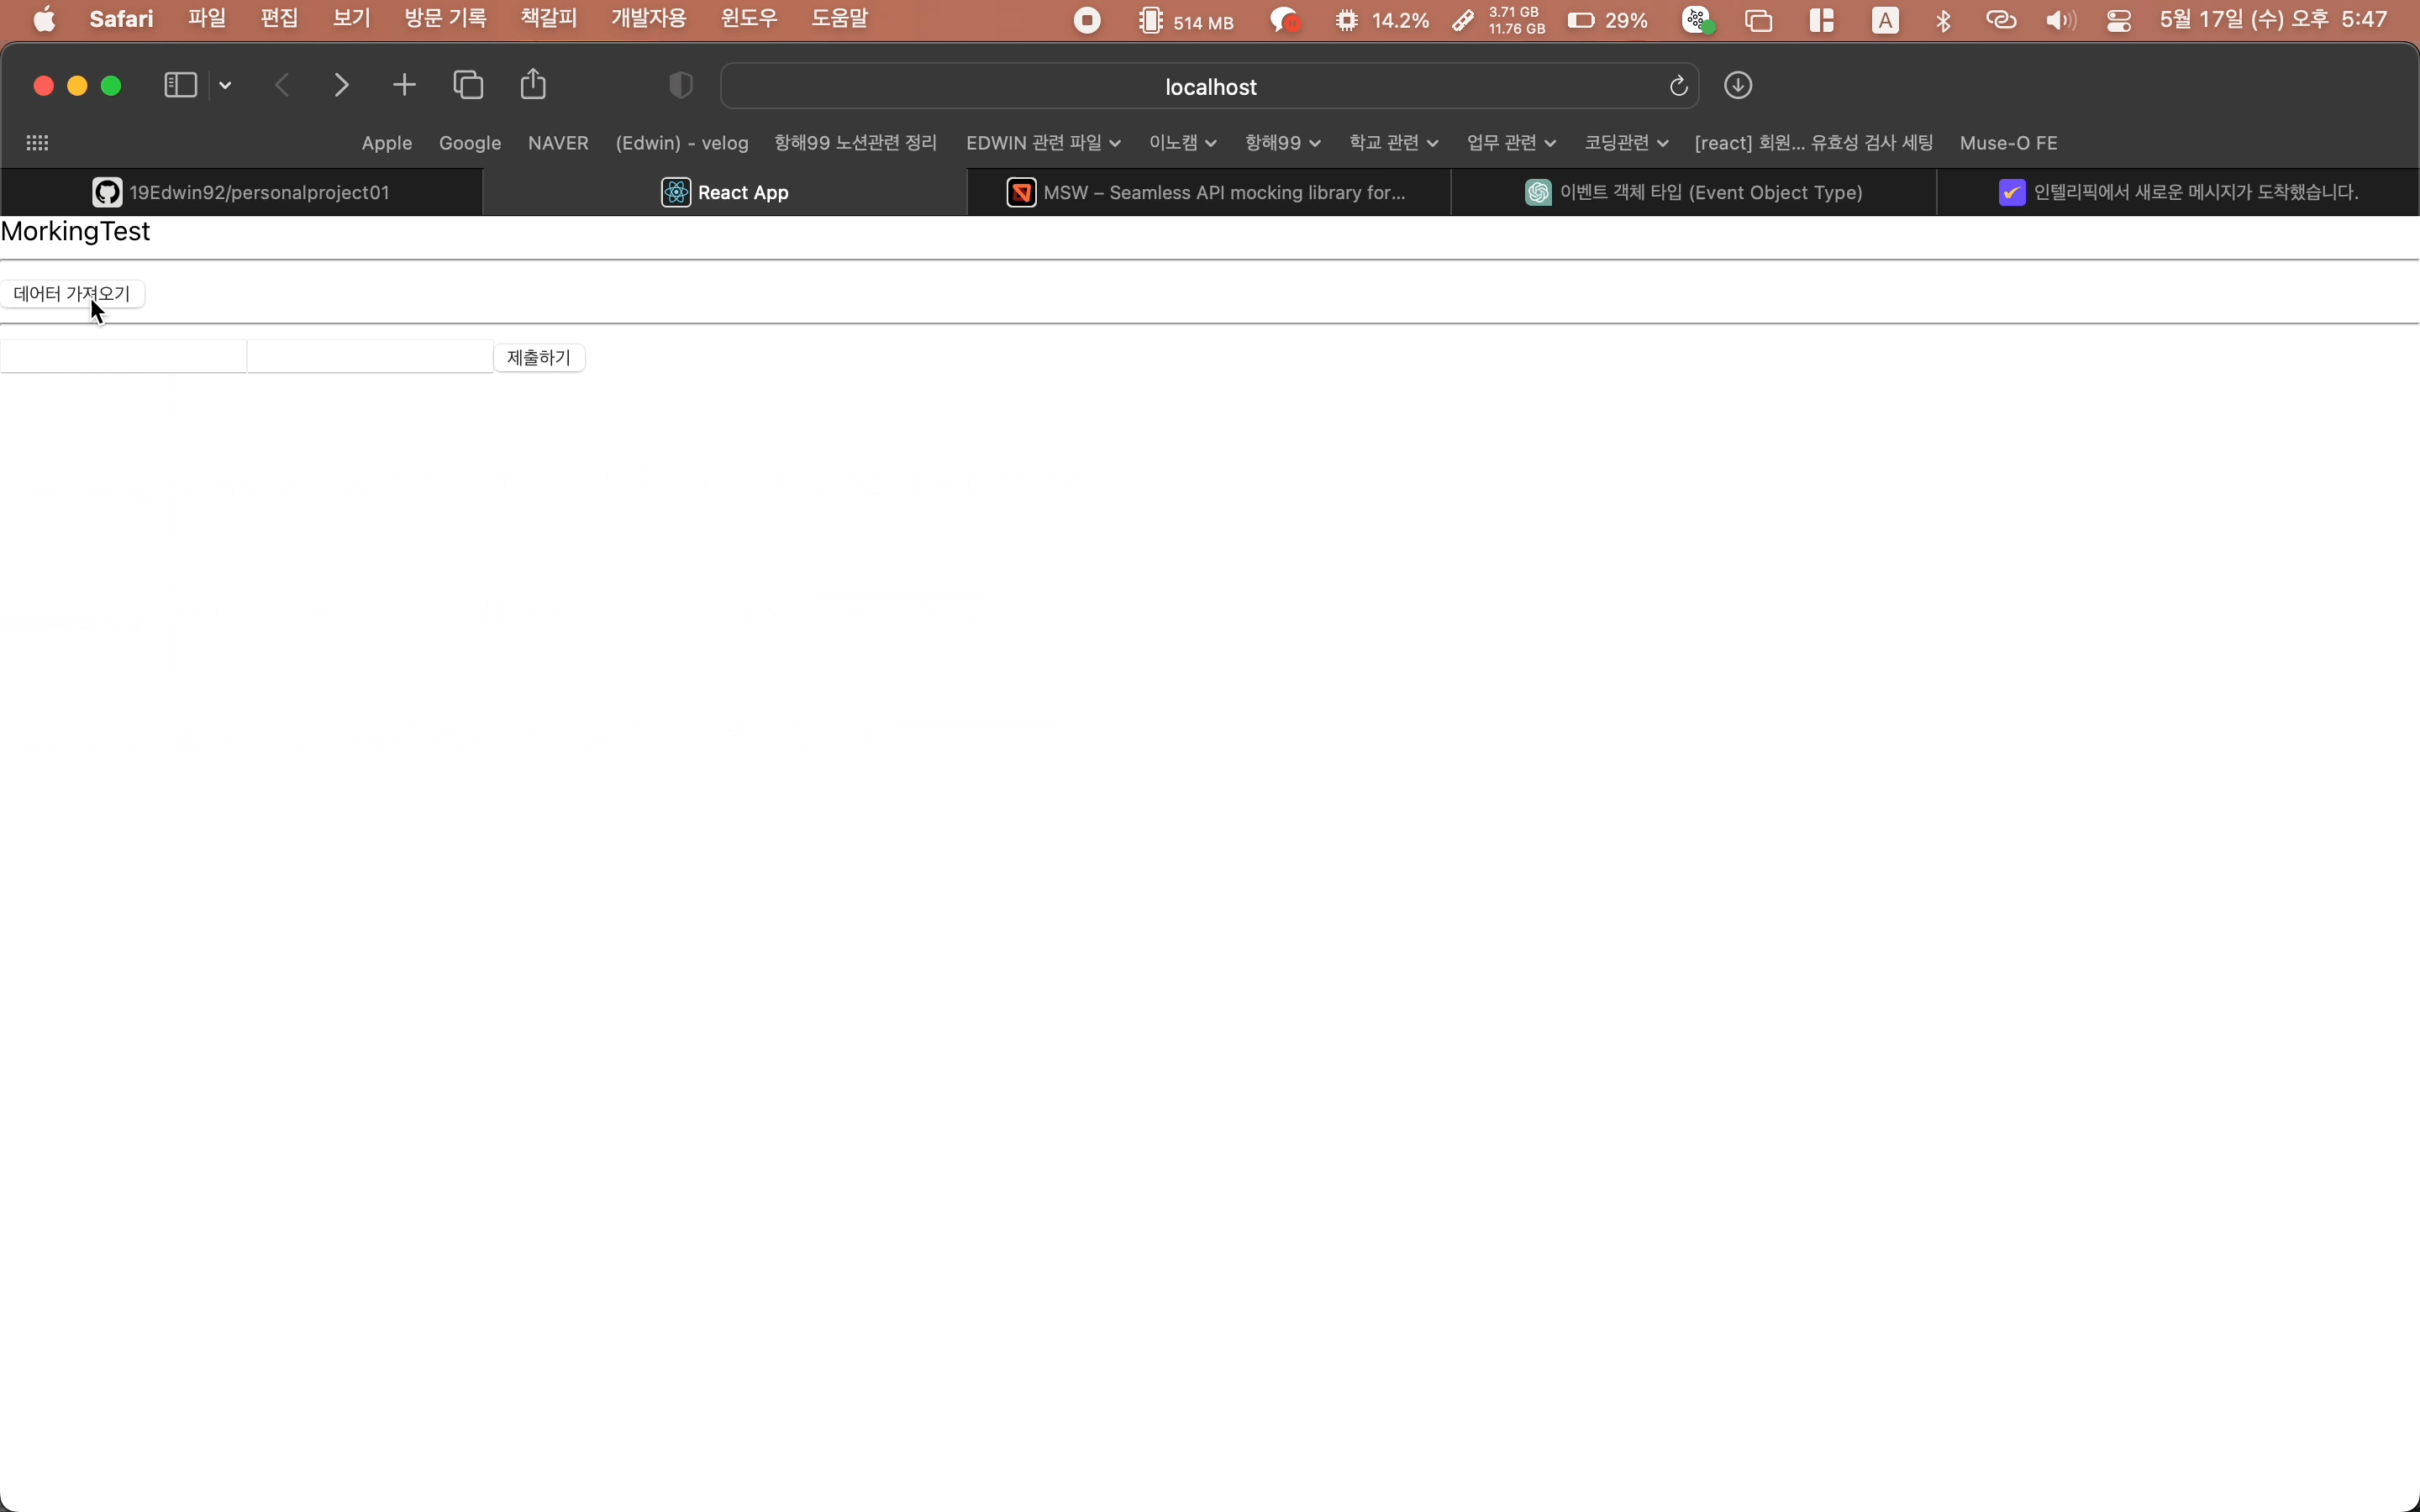 Safari 파일 편집 보기 방문 기록 책갈피 개발자용 윈도우 도움말 514 MB 14.2% 3.71 GB 11.76 GB 29% A 5월 17일 (수) 오후 5:47
localhost
Apple Google NAVER (Edwin) - velog 항해99 노션관련 정리 EDWIN 관련 파일 이노캠 항해99 학교 관련 업무 관련 코딩관련 [react] 회원... 유효성 검사 세팅 Muse-O FE
19Edwin92/personalproject01 React App MSW – Seamless API mocking library for... 이벤트 객체 타입 (Event Object Type) 인텔리픽에서 새로운 메시지가 도착했습니다.
MorkingTest
데어터 가져오기
제출하기